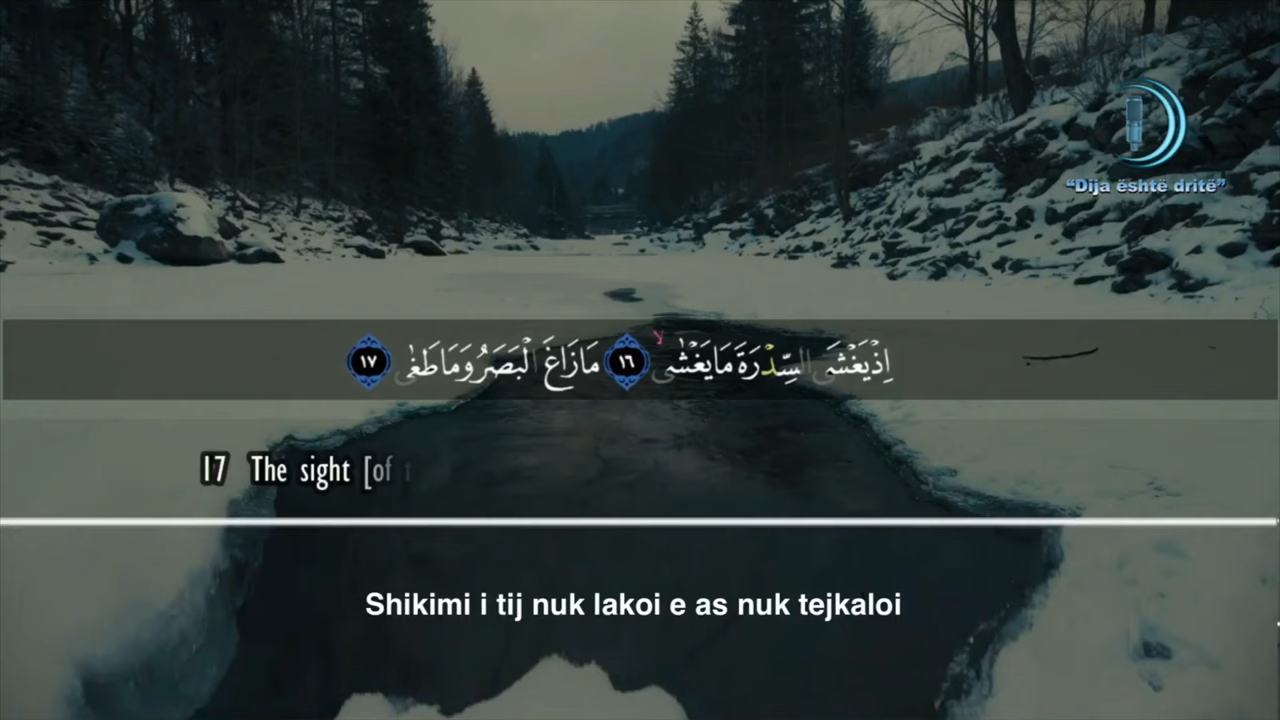 “Dija është dritë”
اِذْ يَغْشَى السِّدْرَةَ مَا يَغْشٰى ۙ ١٦ مَا زَاغَ الْبَصَرُ وَمَا طَغٰى ١٧
17 The sight [of
Shikimi i tij nuk lakoi e as nuk tejkaloi